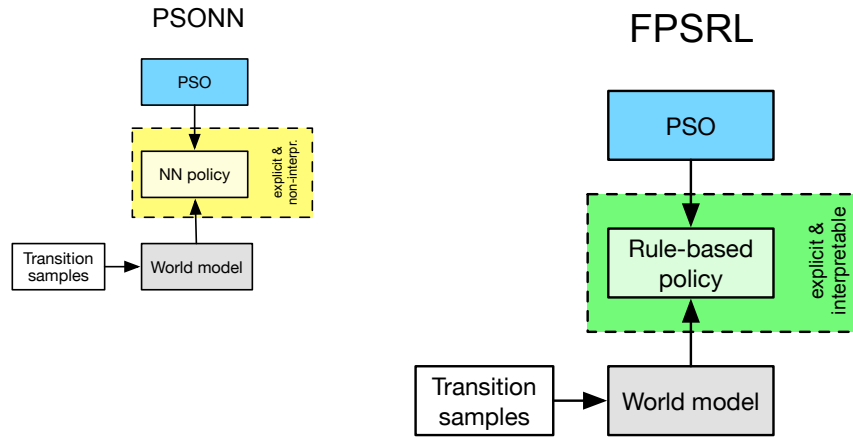 PSONN
PSO
NN policy
explicit &
non-interpr.
Transition
samples
World model
FPSRL
PSO
Rule-based
policy
explicit &
interpretable
Transition
samples
World model